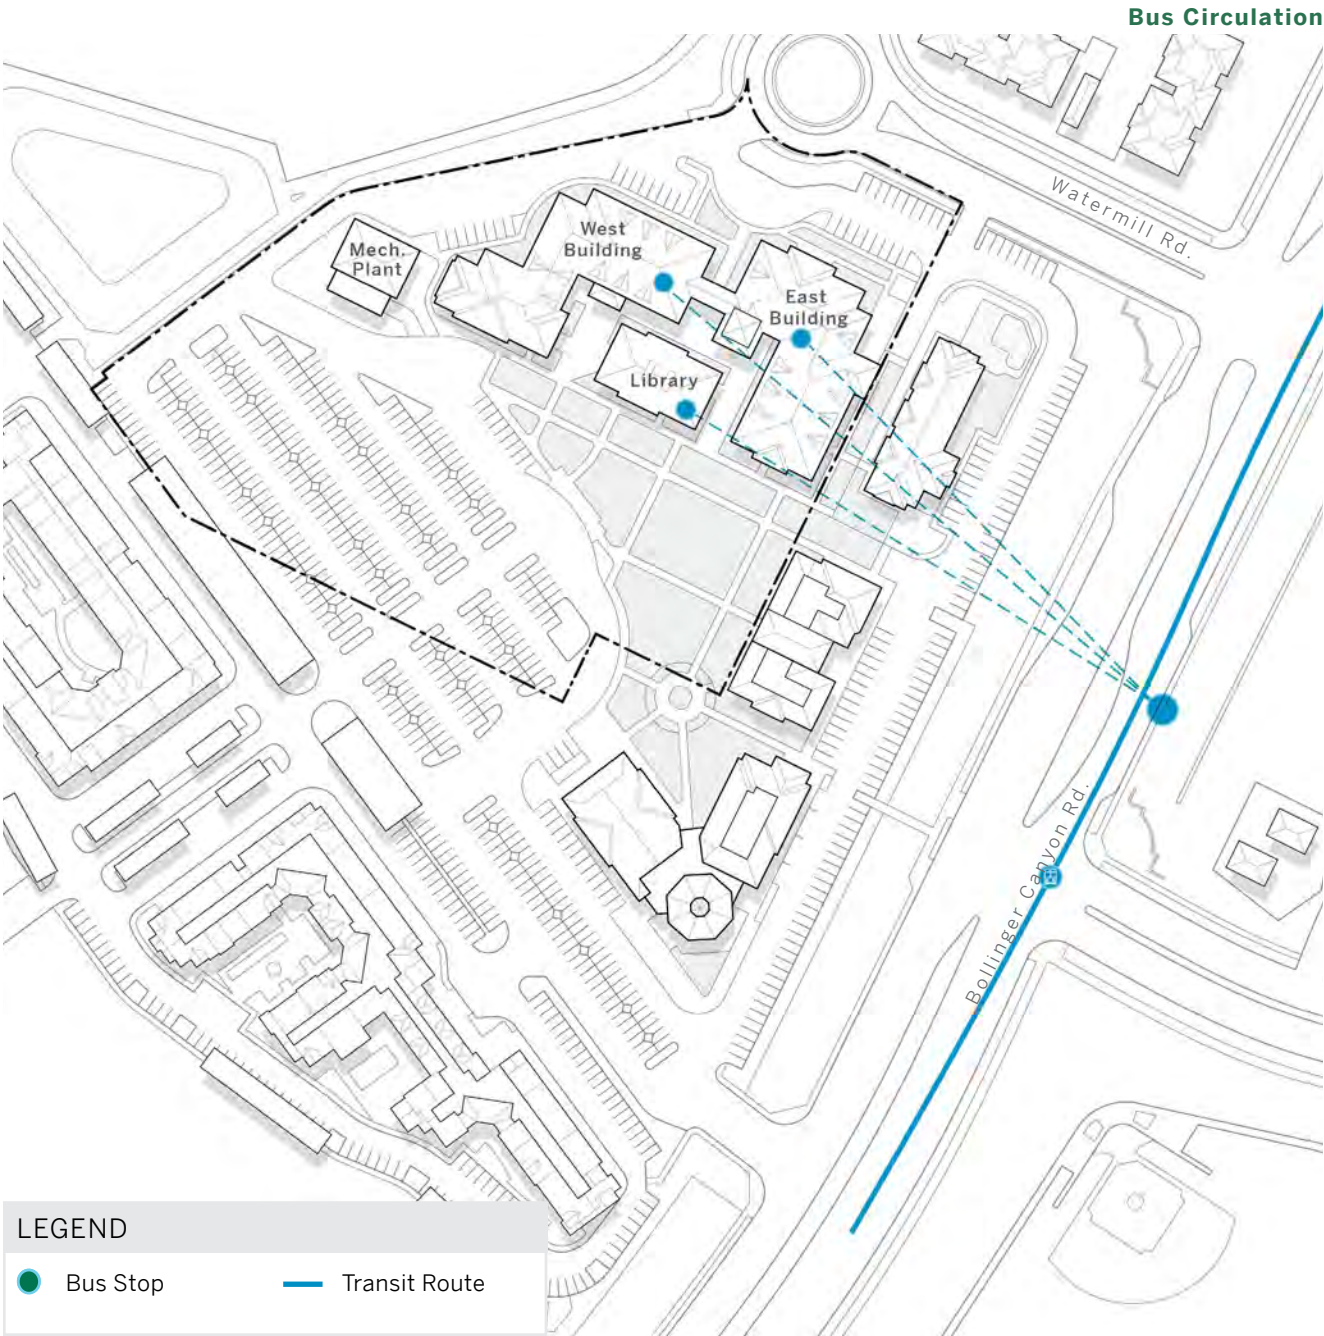 Bus Circulation
Watermill Rd.
West
Building
Mech.
Plant
East
Building
Library
Bollinger Canyon Rd.
LEGEND
Bus Stop
Transit Route